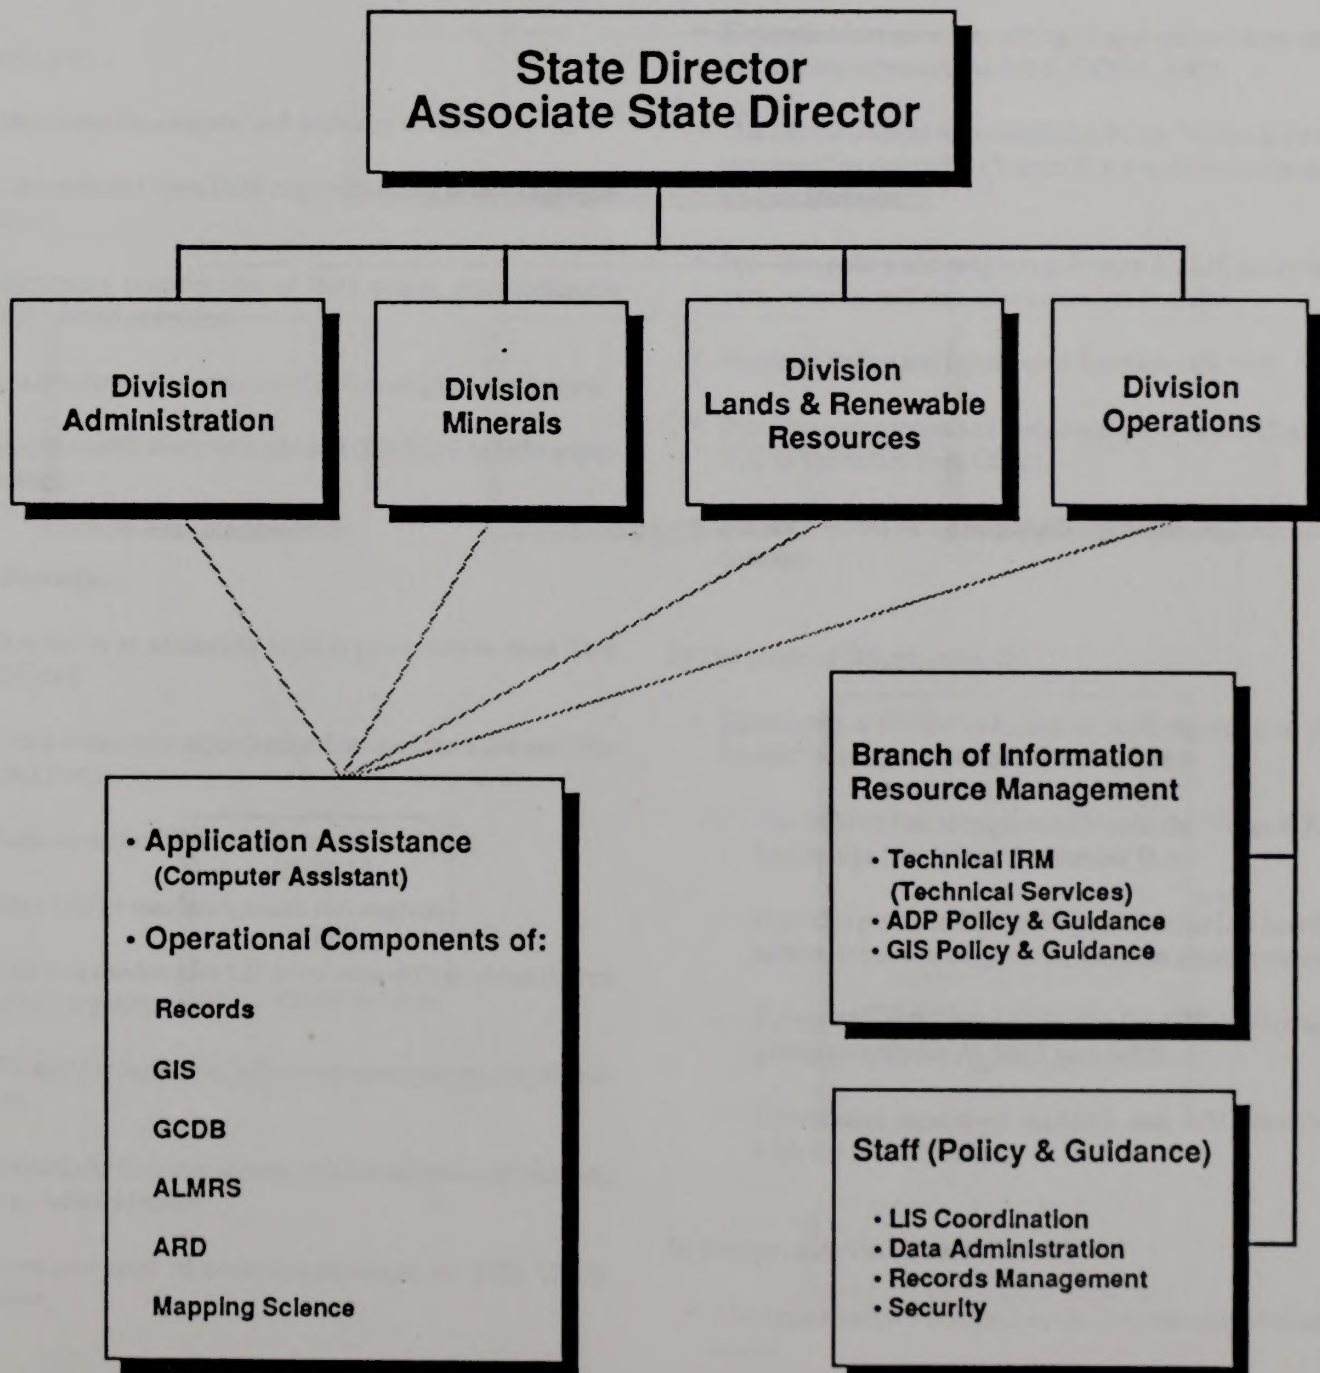 State Director
Associate State Director
Division
Administration
Division
Minerals
Division
Lands & Renewable
Resources
Division
Operations
Branch of Information
Resource Management
• Technical IRM
(Technical Services)
• ADP Policy & Guidance
• GIS Policy & Guidance
• Application Assistance
(Computer Assistant)
• Operational Components of:
Records
GIS
GCDB
ALMRS
ARD
Mapping Science
Staff (Policy & Guidance)
• LIS Coordination
• Data Administration
• Records Management
• Security